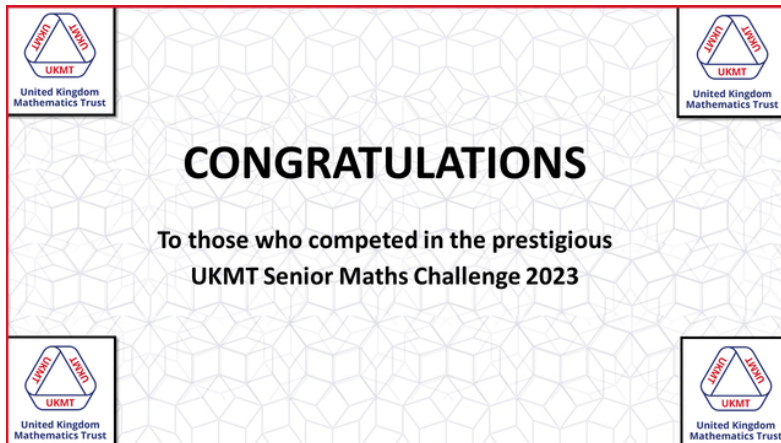 UKMT
UKMT
UKMT
United Kingdom
Mathematics Trust
UKMT
UKMT
UKMT
United Kingdom
Mathematics Trust
CONGRATULATIONS
To those who competed in the prestigious
UKMT Senior Maths Challenge 2023
UKMT
UKMT
UKMT
United Kingdom
Mathematics Trust
UKMT
UKMT
UKMT
United Kingdom
Mathematics Trust